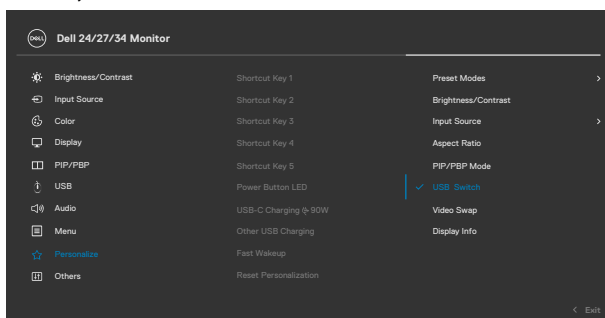 DELL Dell 24/27/34 Monitor
Brightness/Contrast Shortcut Key 1 Preset Modes
Input Source Shortcut Key 2 Brightness/Contrast
Color Shortcut Key 3 Input Source
Display Shortcut Key 4 Aspect Ratio
PIP/PBP Shortcut Key 5 PIP/PBP Mode
USB Power Button LED USB Switch
Audio USB-C Charging 90W Video Swap
Menu Other USB Charging Display Info
Personalize Fast Wakeup
Others Reset Personalization
Exit